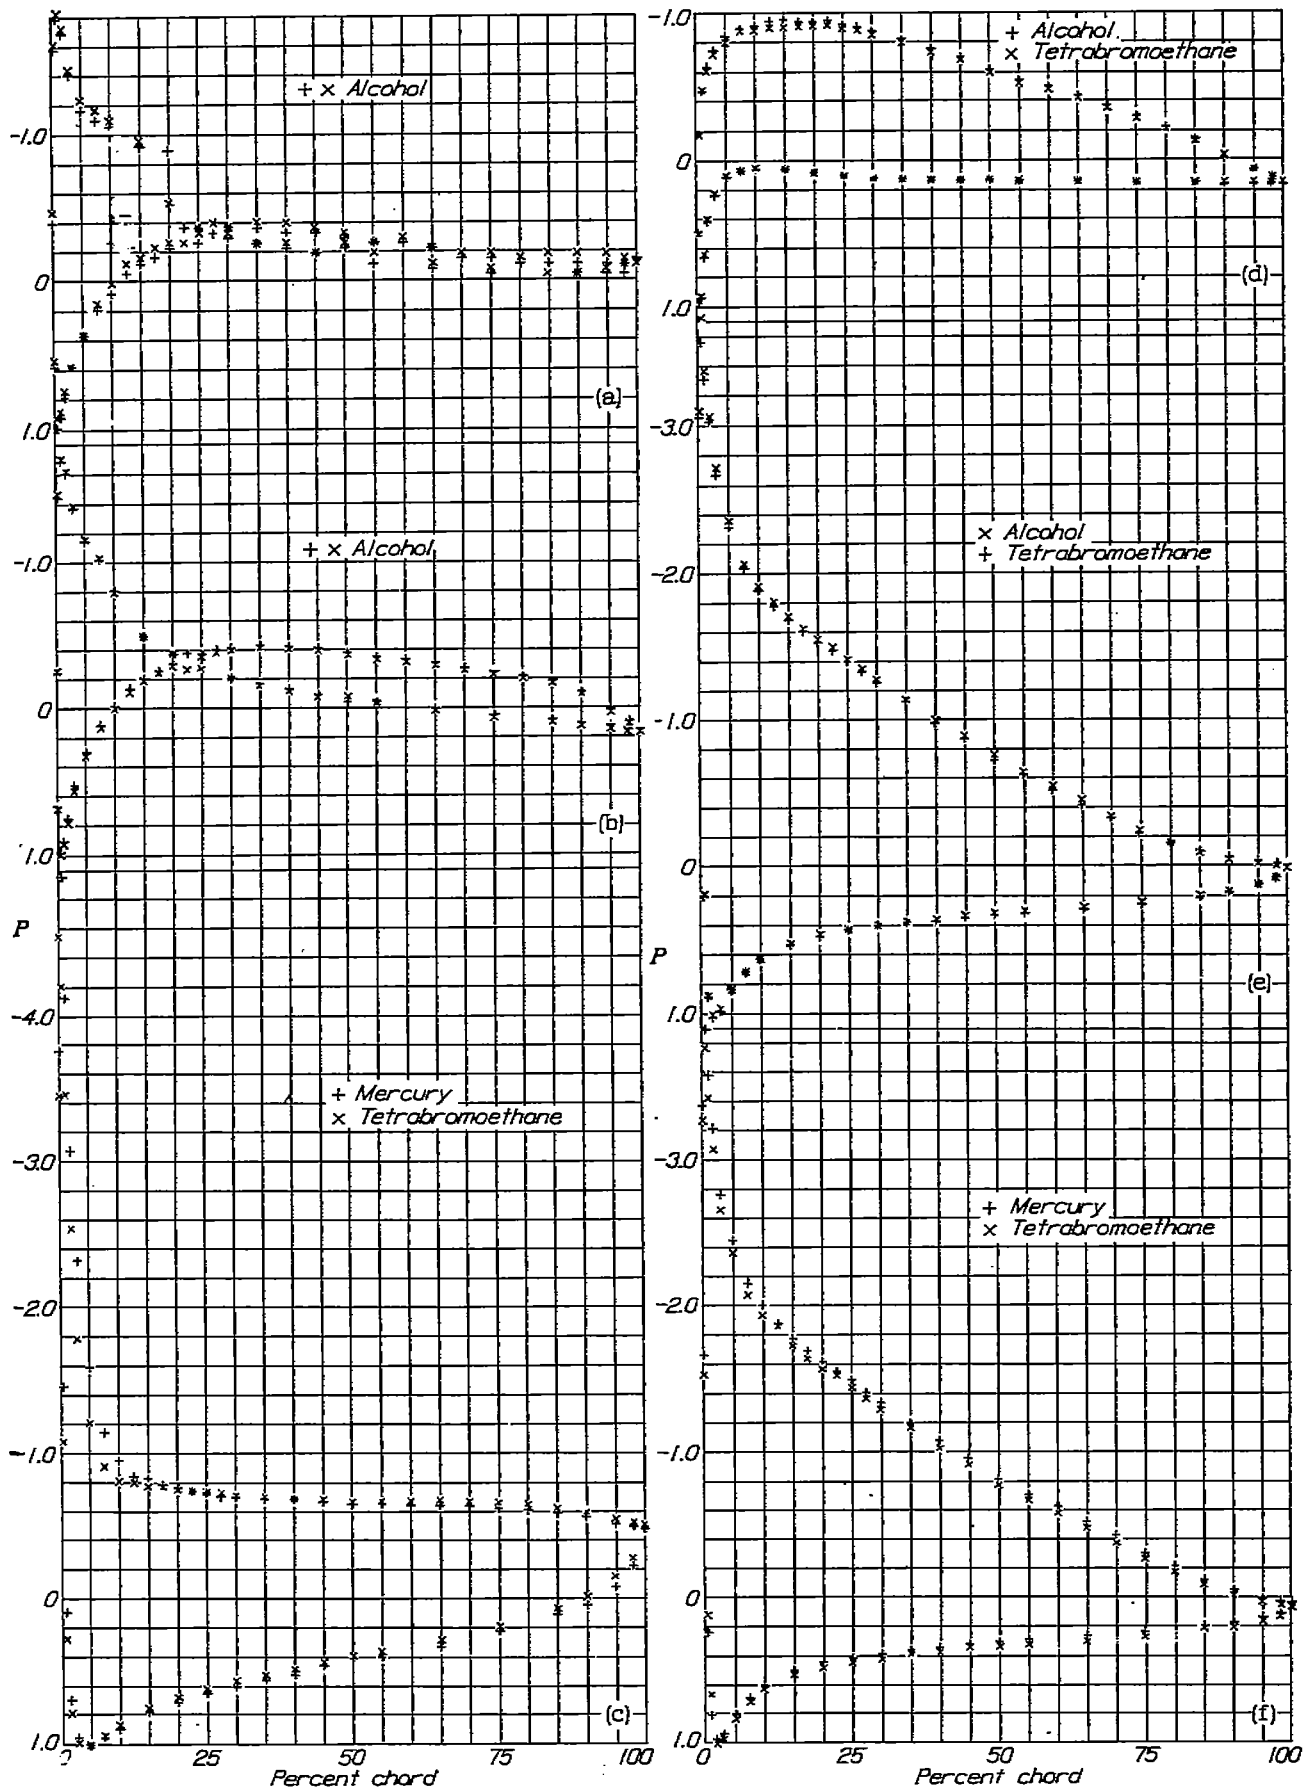 + × Alcohol
-1.0
0
(a)
1.0
+ × Alcohol
-1.0
0
(b)
1.0
P
-4.0
+ Mercury
× Tetrabromoethane
-3.0
-2.0
-1.0
0
(c)
1.0
25
50
75
100
Percent chord
-1.0
+ Alcohol
× Tetrabromoethane
0
(d)
1.0
-3.0
× Alcohol
+ Tetrabromoethane
-2.0
-1.0
0
P
(e)
1.0
-3.0
+ Mercury
× Tetrabromoethane
-2.0
-1.0
0
(f)
1.0
0
25
50
75
100
Percent chord